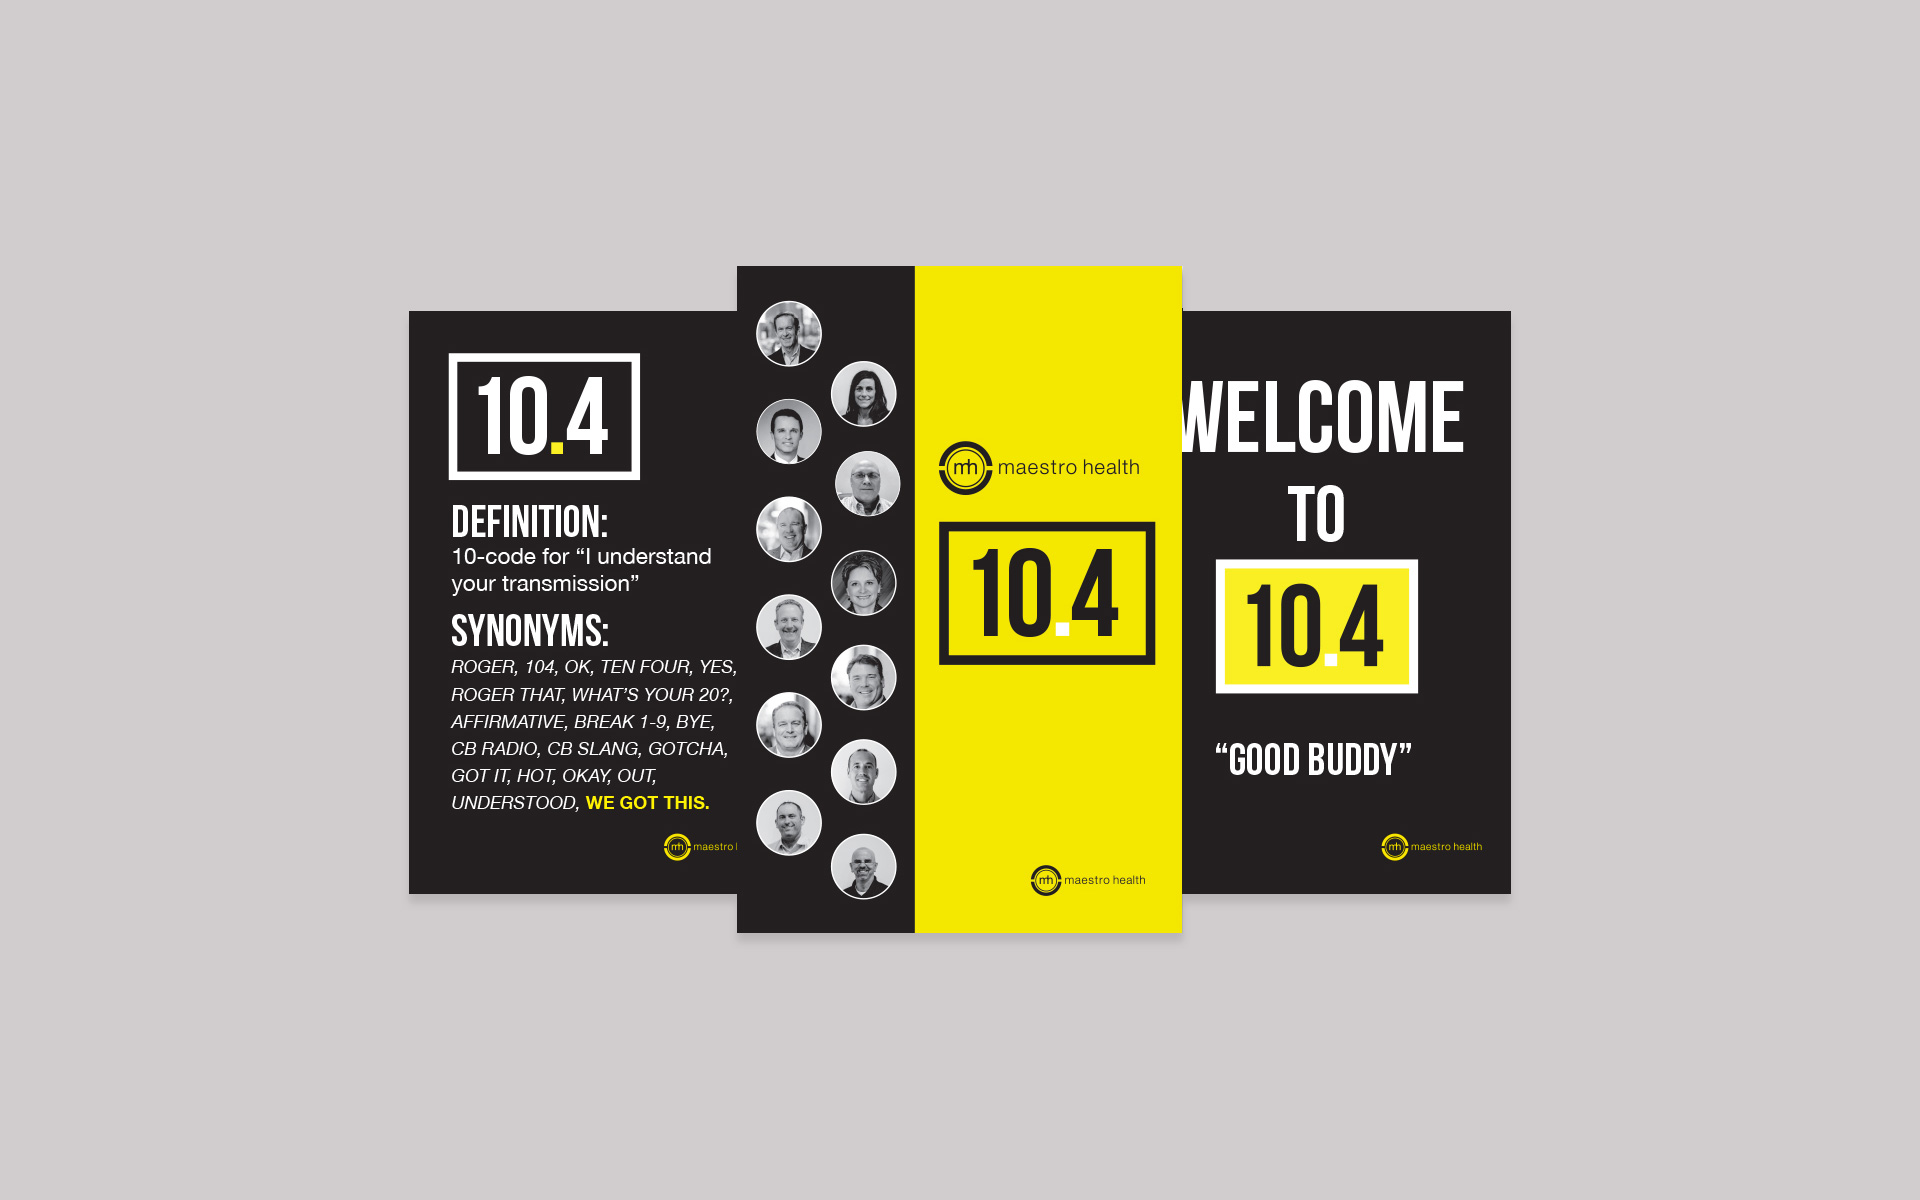 10.4
DEFINITION:
10-code for “I understand
your transmission”
SYNONYMS:
ROGER, 104, OK, TEN FOUR, YES,
ROGER THAT, WHAT’S YOUR 20?,
AFFIRMATIVE, BREAK 1-9, BYE,
CB RADIO, CB SLANG, GOTCHA,
GOT IT, HOT, OKAY, OUT,
UNDERSTOOD, WE GOT THIS.
mh maestro
mh maestro health
10.4
mh maestro health
WELCOME
TO
10.4
“GOOD BUDDY”
mh maestro health